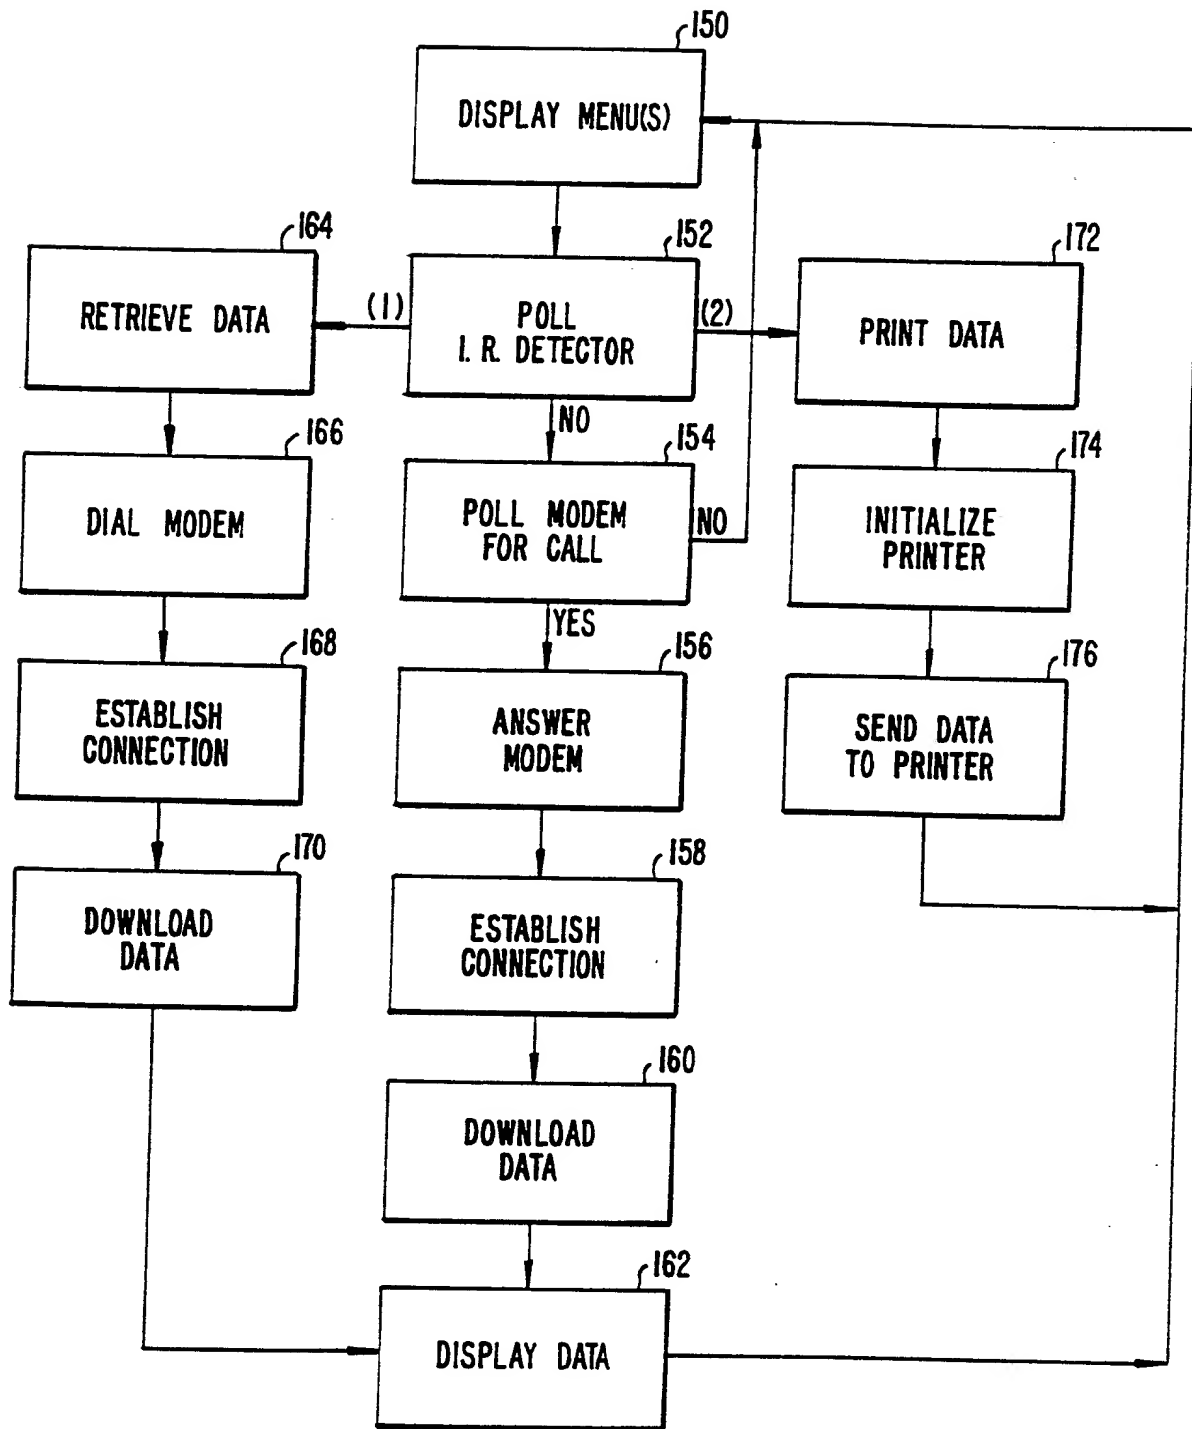 150
DISPLAY MENU(S)
164
152
172
RETRIEVE DATA
(1)
POLL
I. R. DETECTOR
(2)
PRINT DATA
NO
166
154
174
DIAL MODEM
POLL MODEM
FOR CALL
NO
INITIALIZE
PRINTER
YES
168
156
176
ESTABLISH
CONNECTION
ANSWER
MODEM
SEND DATA
TO PRINTER
170
158
DOWNLOAD
DATA
ESTABLISH
CONNECTION
160
DOWNLOAD
DATA
162
DISPLAY DATA